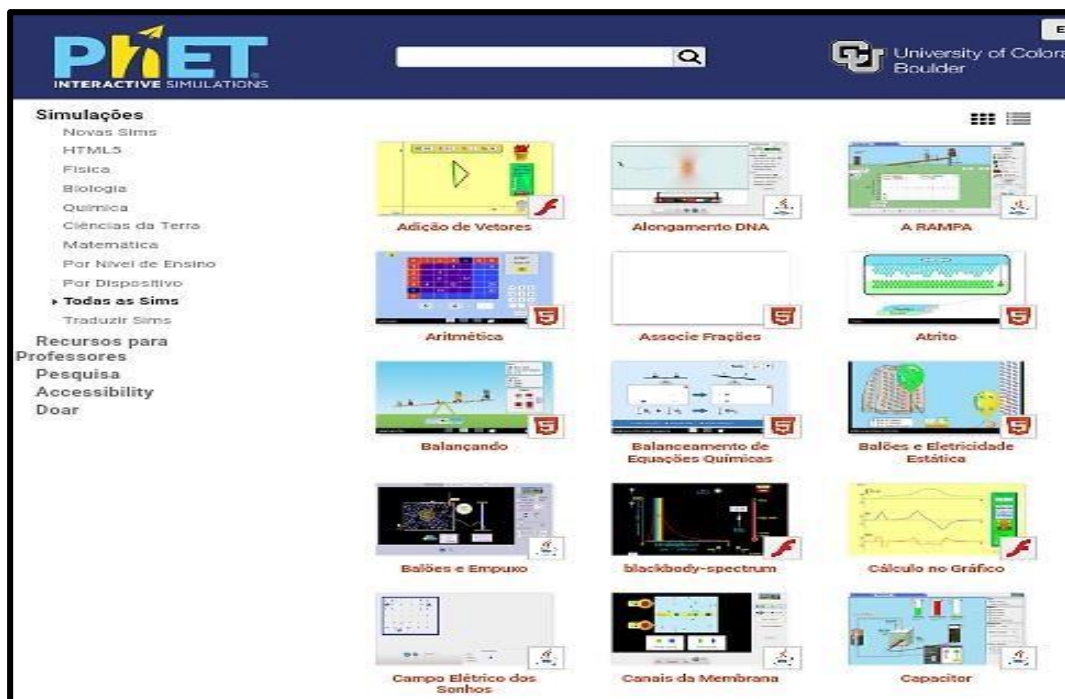 PhET
INTERACTIVE SIMULATIONS
E
University of Colora
Boulder
Simulações
Novas Sims
HTML5
Física
Biologia
Química
Ciências da Terra
Matemática
Por Nível de Ensino
Por Dispositivo
Todas as Sims
Traduzir Sims
Recursos para
Professores
Pesquisa
Accessibility
Doar
Adição de Vetores
Alongamento DNA
A RAMPA
Aritmética
Associe Frações
Atrito
Balançando
Balanceamento de
Equações Químicas
Balões e Eletricidade
Estática
Balões e Empuxo
blackbody-spectrum
Cálculo no Gráfico
Campo Elétrico dos
Sonhos
Canais da Membrana
Capacitor